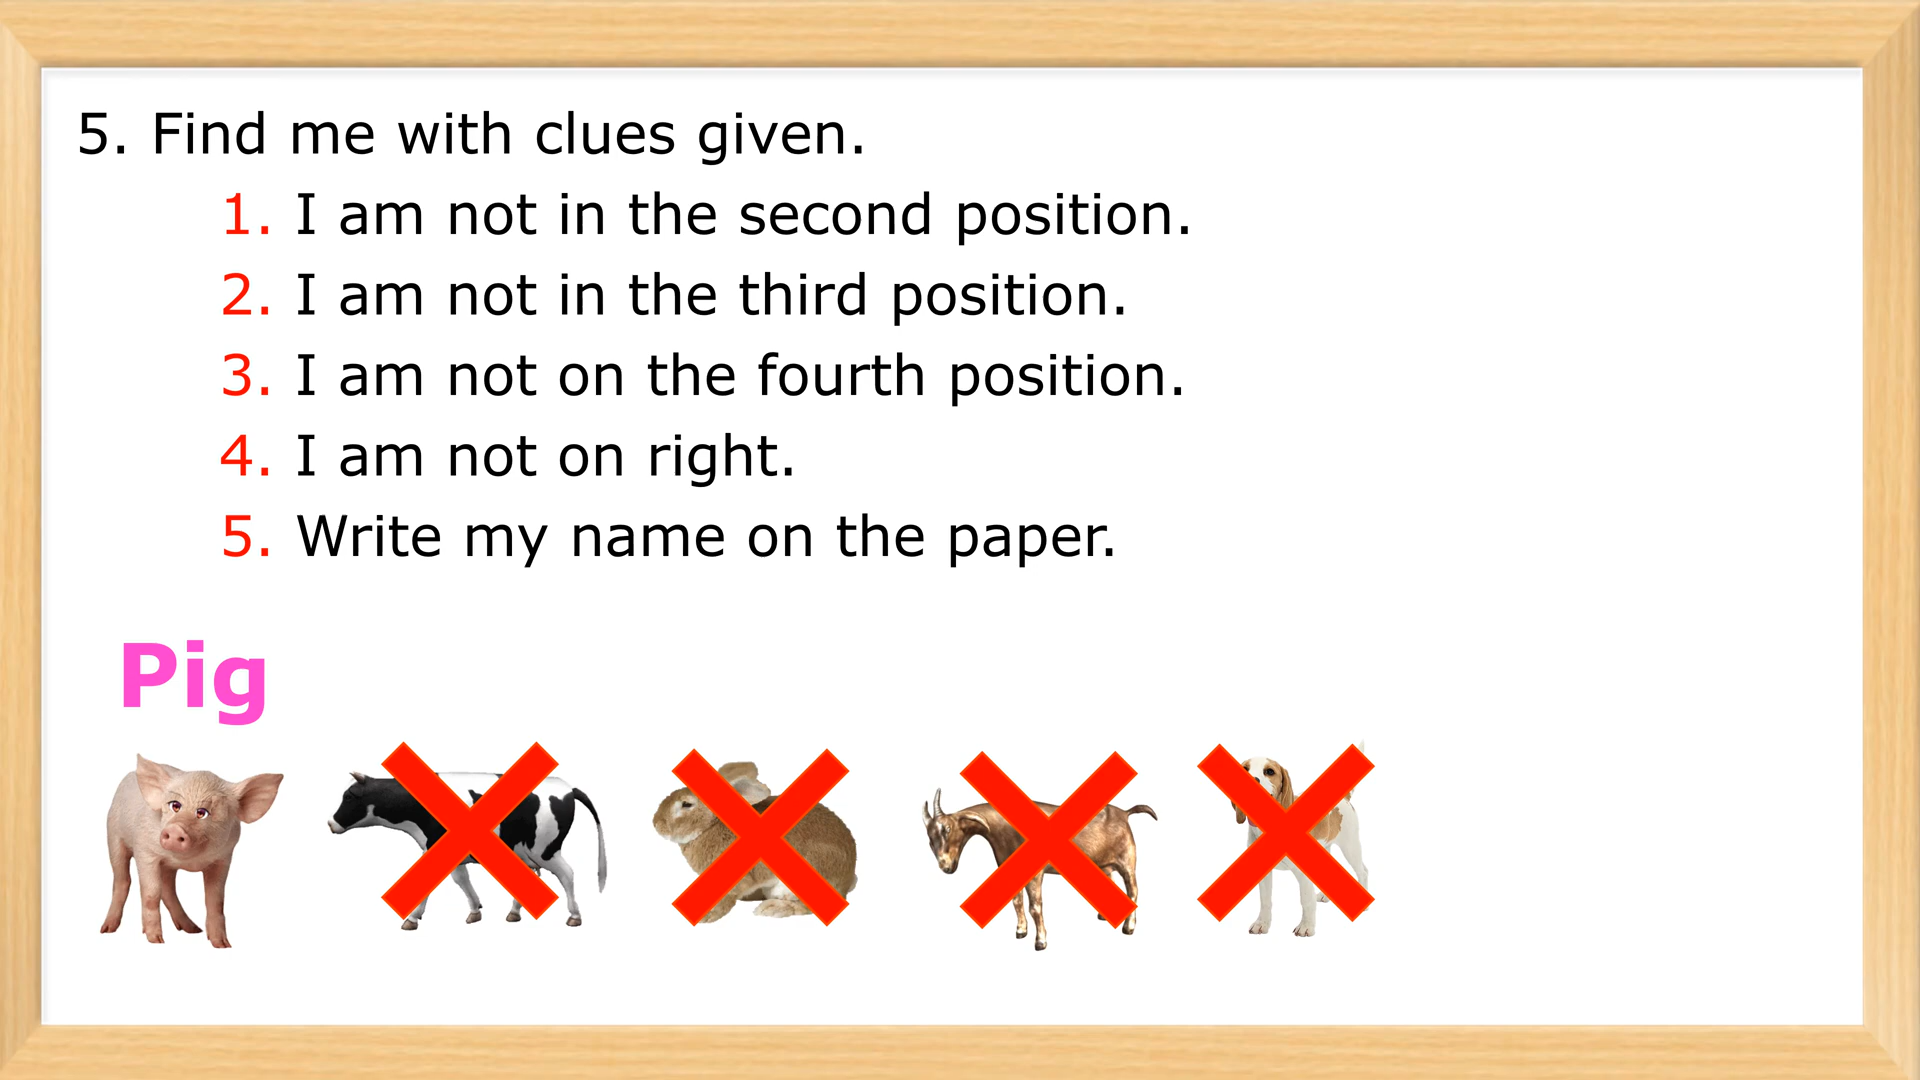 5. Find me with clues given.
1. I am not in the second position.
2. I am not in the third position.
3. I am not on the fourth position.
4. I am not on right.
5. Write my name on the paper.
Pig